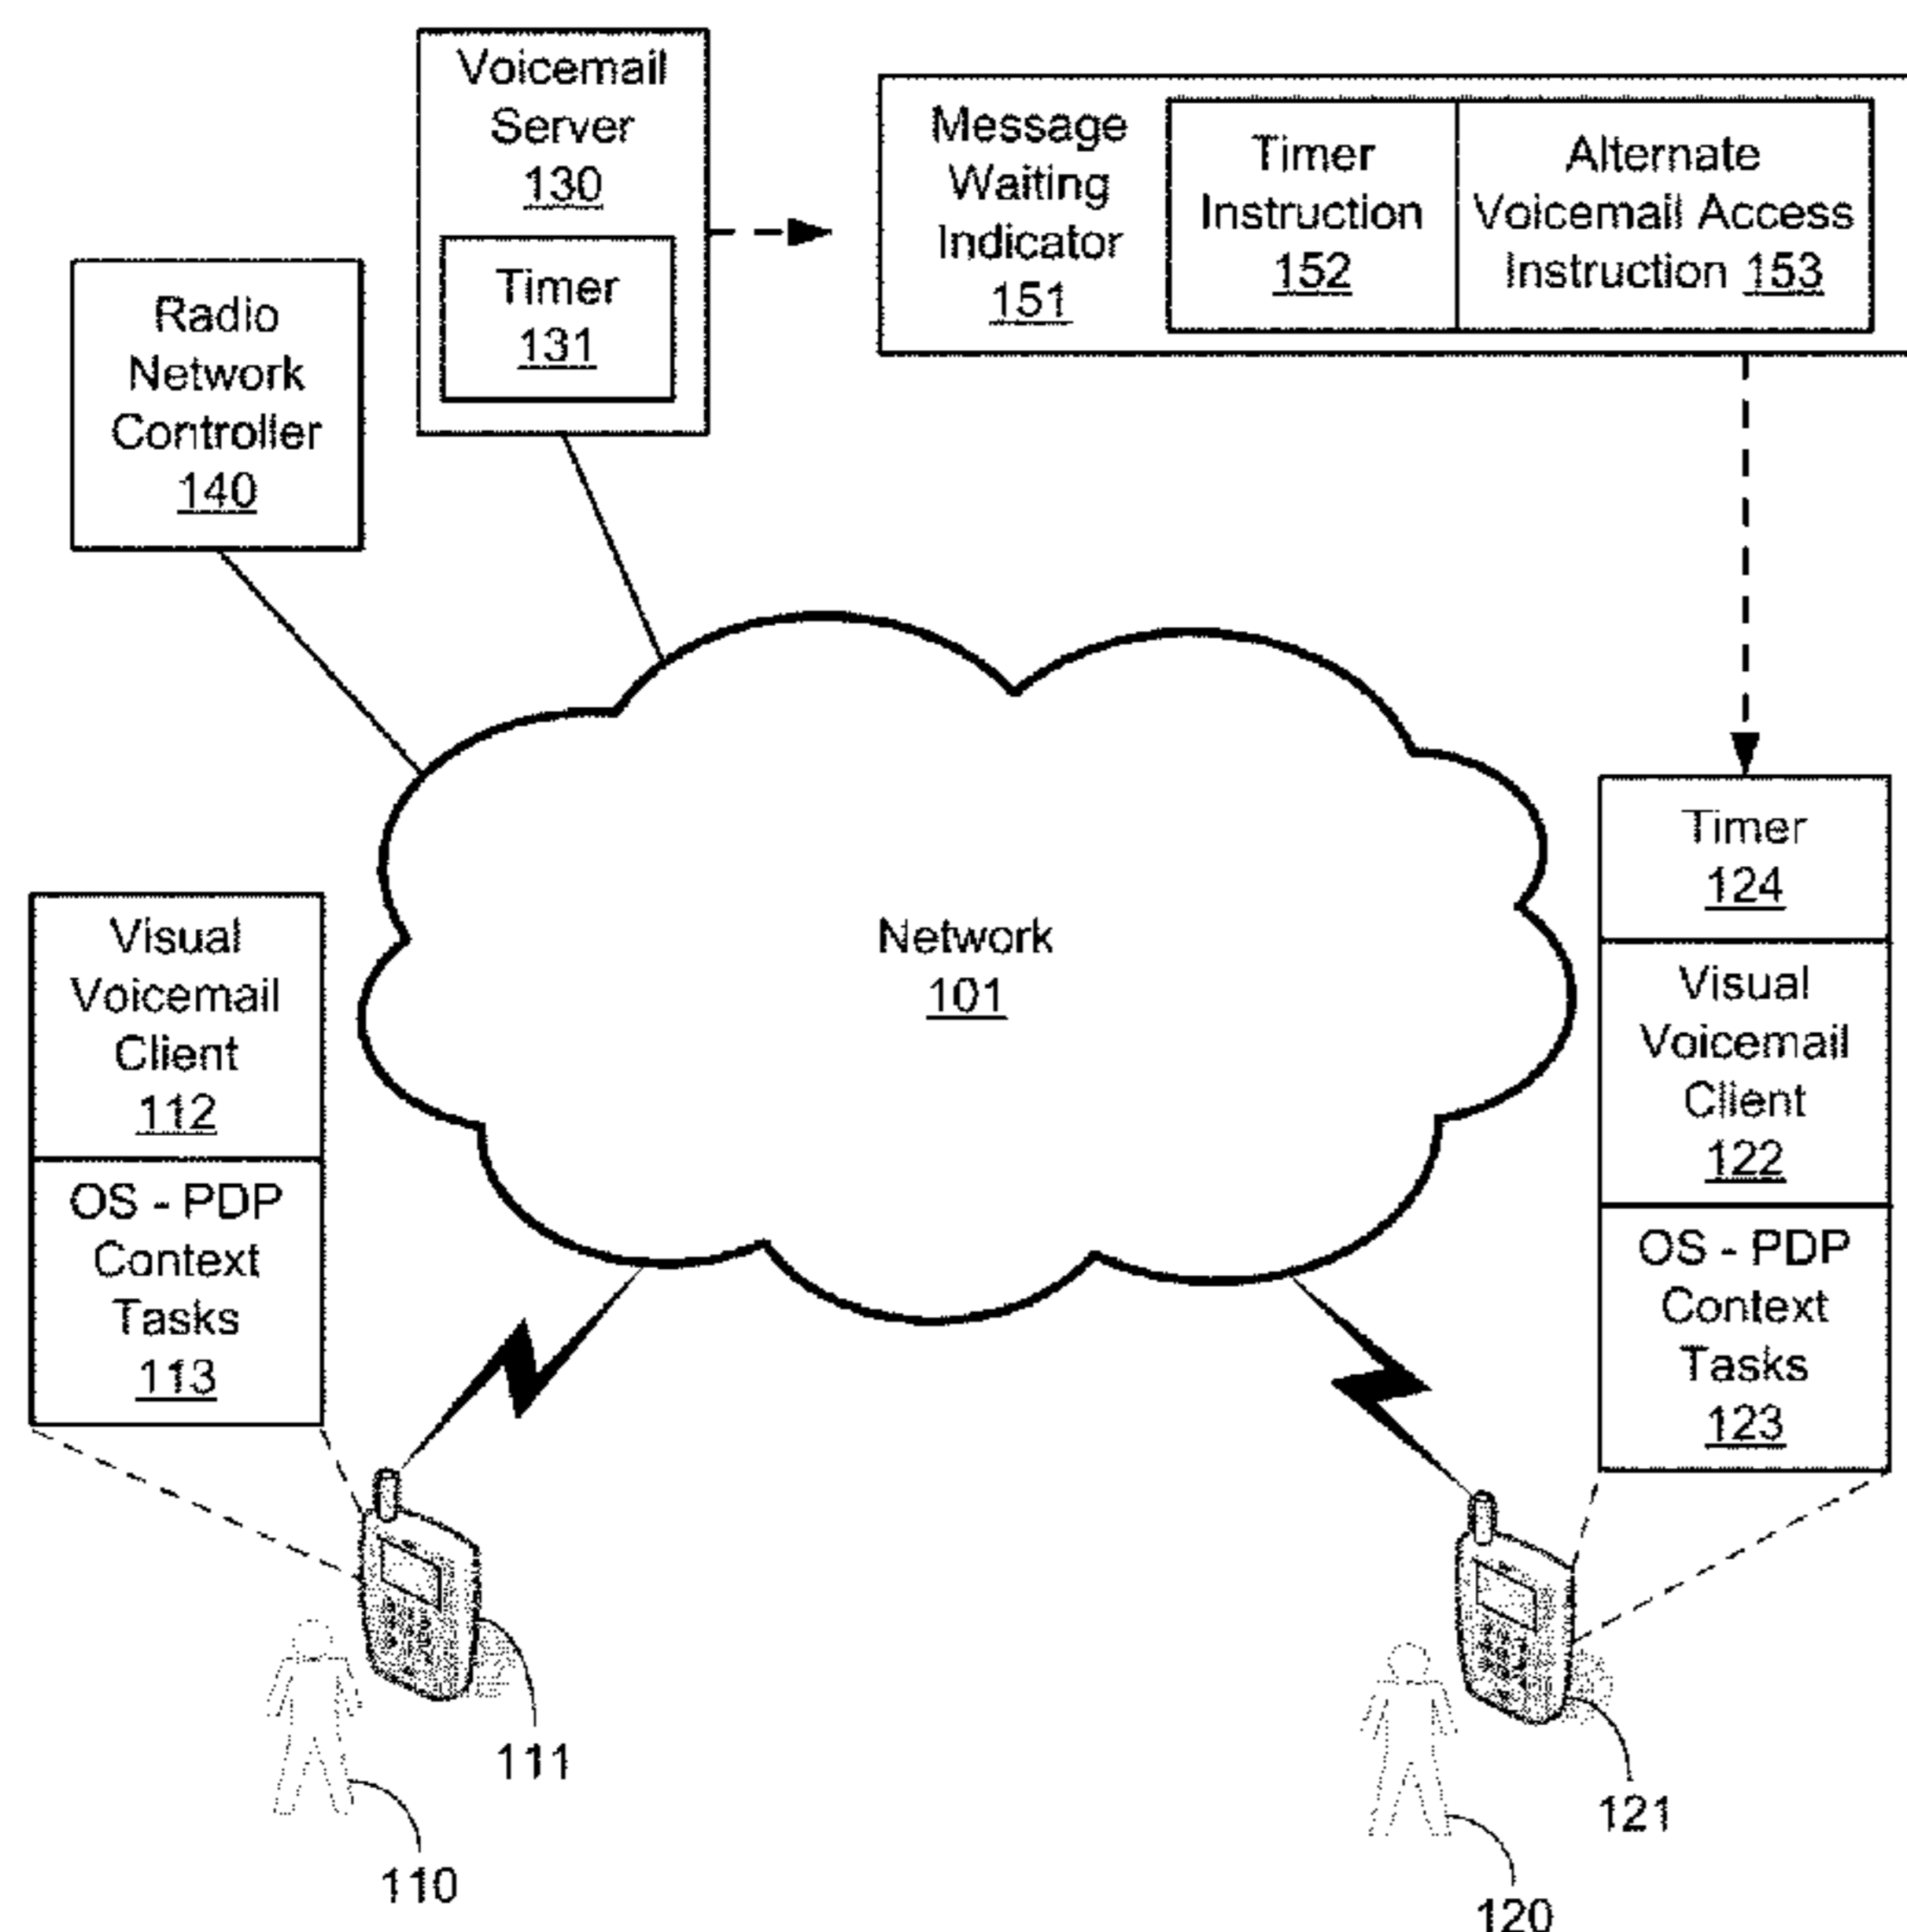 Voicemail
Server
130
Timer
131
Message
Waiting
Indicator
151
Timer
Instruction
152
Alternate
Voicemail Access
Instruction 153
Radio
Network
Controller
140
Network
101
Timer
124
Visual
Voicemail
Client
122
OS - PDP
Context
Tasks
123
Visual
Voicemail
Client
112
OS - PDP
Context
Tasks
113
111
110
121
120